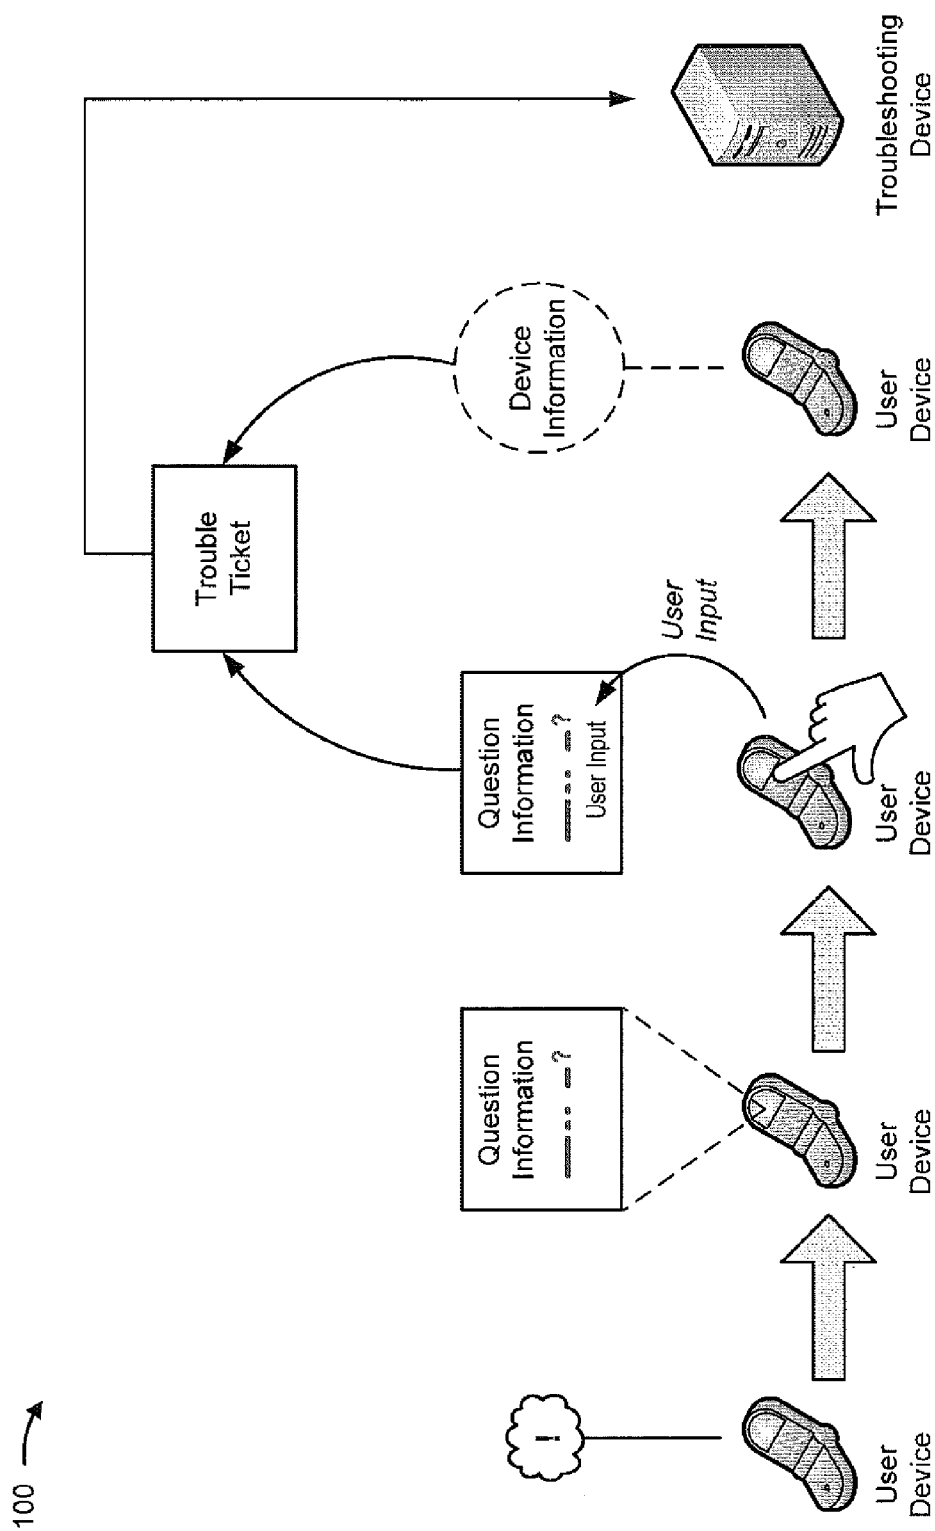 100
Trouble
Ticket
Question
Information
?
Question
Information
?
User Input
User
Input
Device
Information
!
User
Device
User
Device
User
Device
User
Device
Troubleshooting
Device